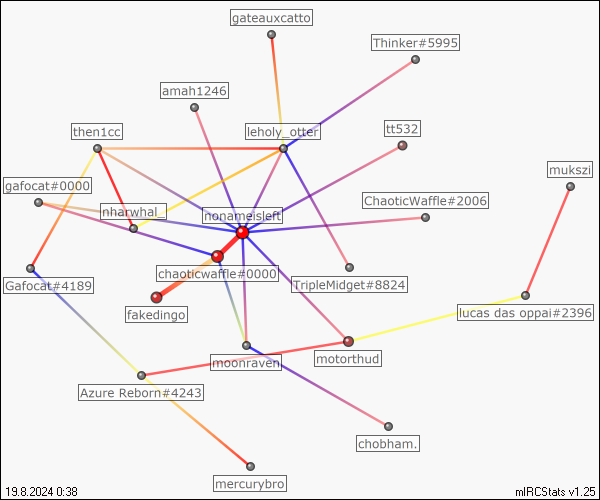 gateauxcatto
Thinker#5995
amah1246
then1cc
leholy_otter
tt532
mukszi
gafocat#0000
ChaoticWaffle#2006
nharwhal_
nonameisleft
chaoticwaffle#0000
Gafocat#4189
TripleMidget#8824
fakedingo
lucas das oppai#2396
moonraven
motorthud
Azure Reborn#4243
chobham.
mercurybro
19.8.2024 0:38
mIRCStats v1.25